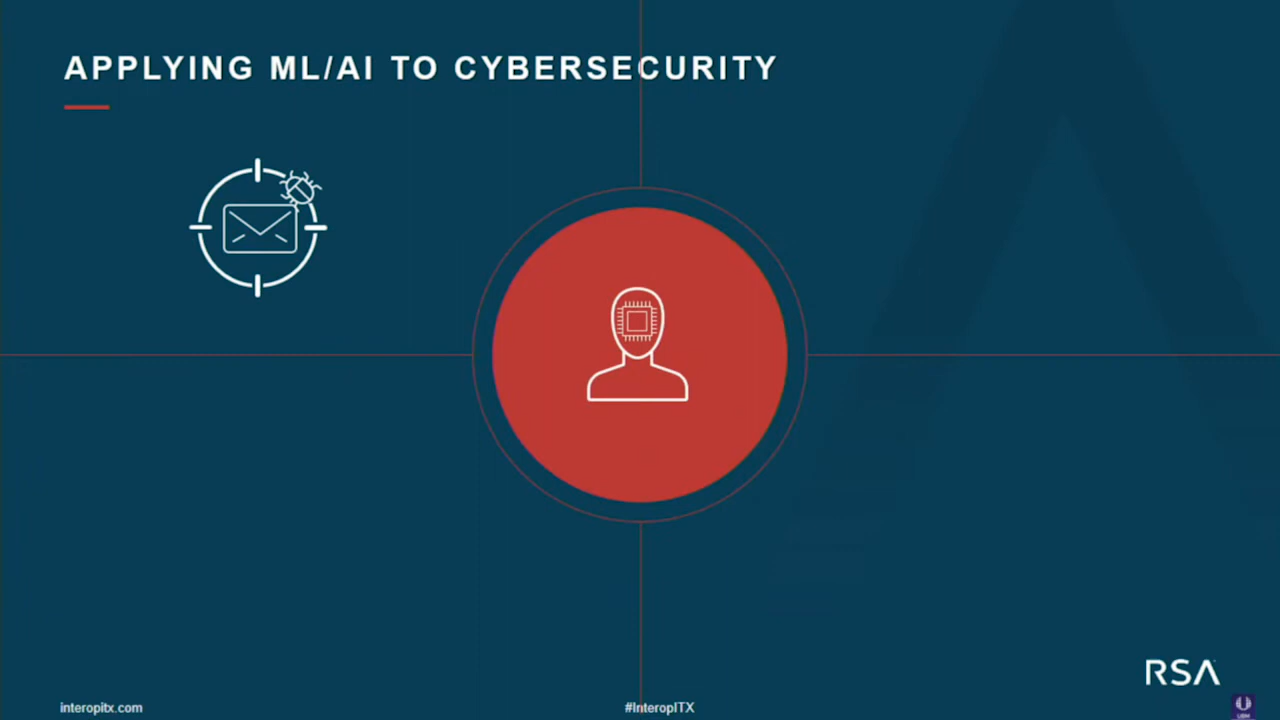 APPLYING ML/AI TO CYBERSECURITY
RSA
interopitx.com
#InteropITX